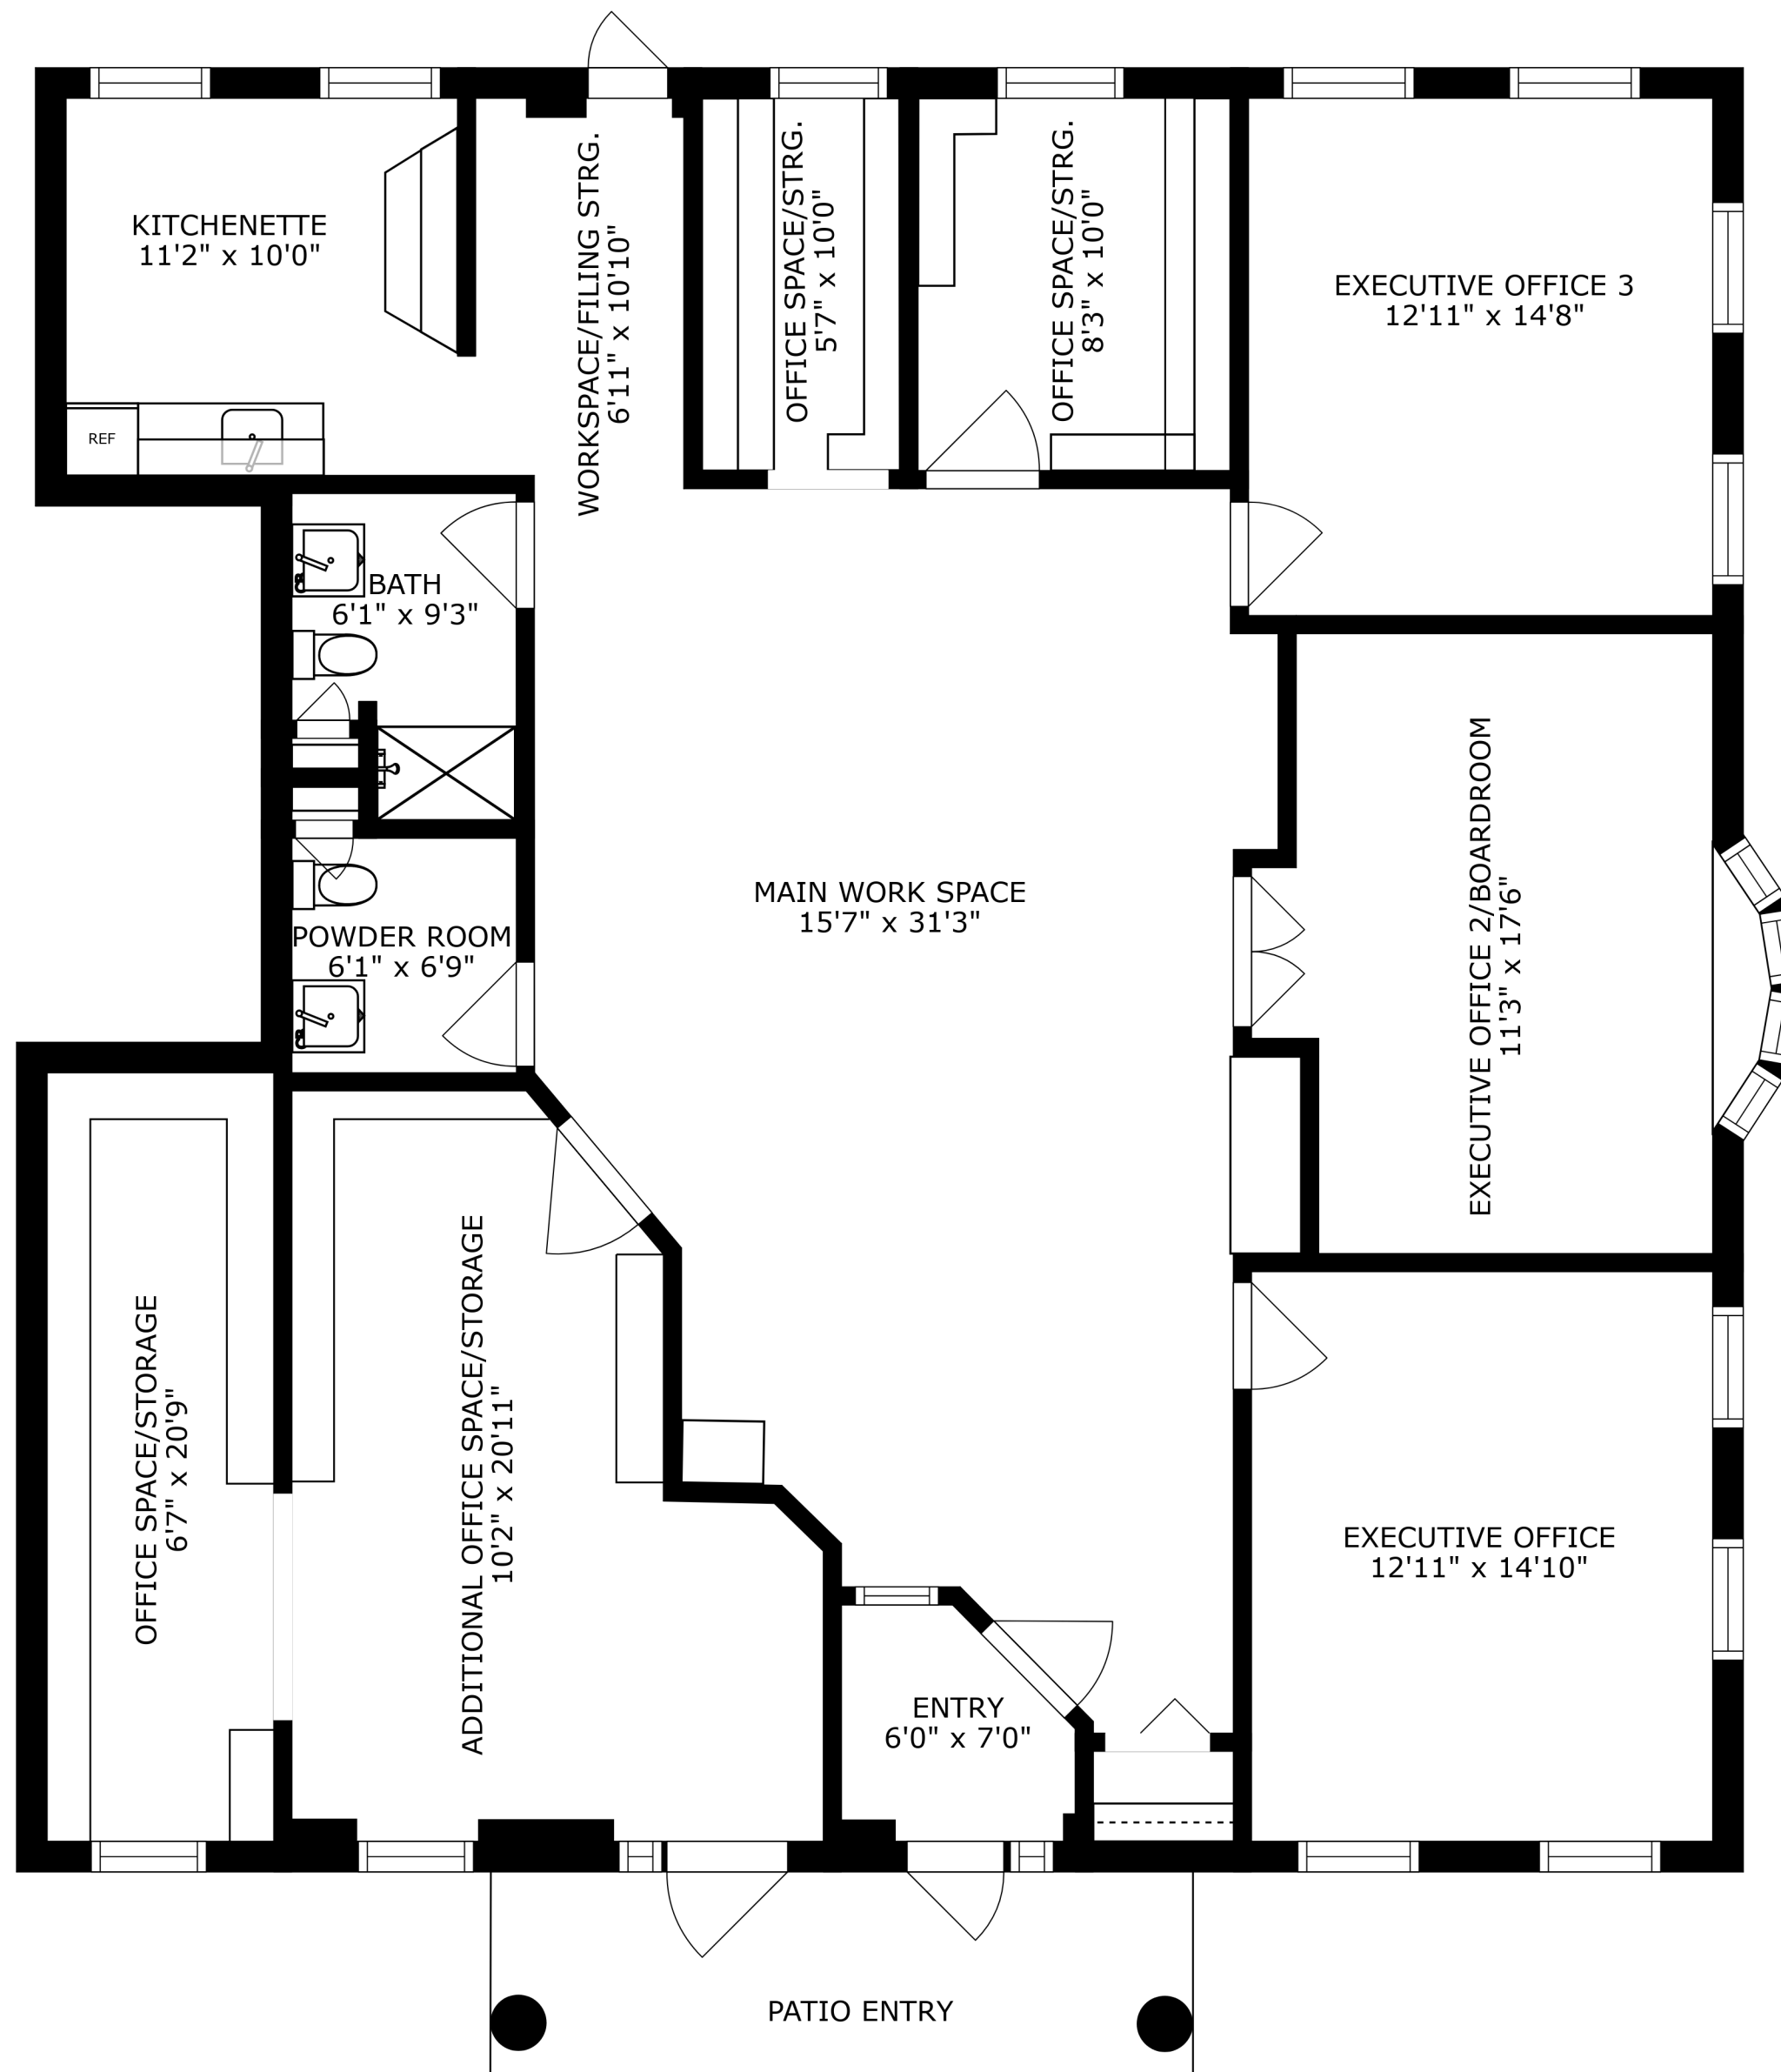 KITCHENETTE
11'2" x 10'0"
WORKSPACE/FILING STRG.
6'11" x 10'10"
OFFICE SPACE/STRG.
5'7" x 10'0"
OFFICE SPACE/STRG.
8'3" x 10'0"
EXECUTIVE OFFICE 3
12'11" x 14'8"
REF
BATH
6'1" x 9'3"
MAIN WORK SPACE
15'7" x 31'3"
EXECUTIVE OFFICE 2/BOARDROOM
11'3" x 17'6"
POWDER ROOM
6'1" x 6'9"
OFFICE SPACE/STORAGE
6'7" x 20'9"
ADDITIONAL OFFICE SPACE/STORAGE
10'2" x 20'11"
EXECUTIVE OFFICE
12'11" x 14'10"
ENTRY
6'0" x 7'0"
PATIO ENTRY